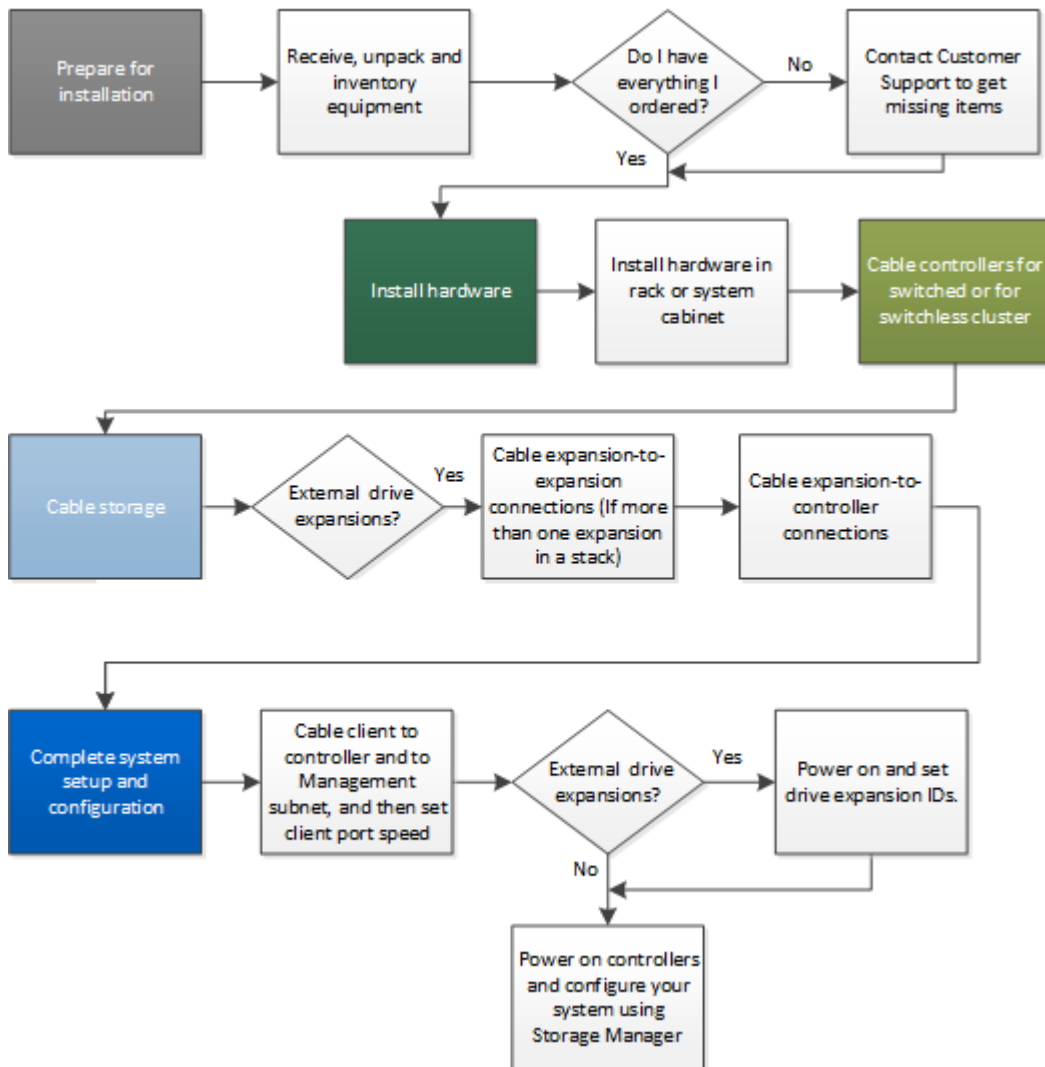 Prepare for
installation
Receive, unpack and
inventory
equipment
Do I have
everything I
ordered?
No
Contact Customer
Support to get
missing items
Yes
Install hardware
Install hardware in
rack or system
cabinet
Cable controllers for
switched or for
switchless cluster
Cable storage
External drive
expansions?
Yes
Cable expansion-to-
expansion
connections (If more
than one expansion
in a stack)
Cable expansion-to-
controller
connections
Complete system
setup and
configuration
Cable client to
controller and to
Management
subnet, and then set
client port speed
External drive
expansions?
Yes
Power on and set
drive expansion IDs.
No
Power on controllers
and configure your
system using
Storage Manager